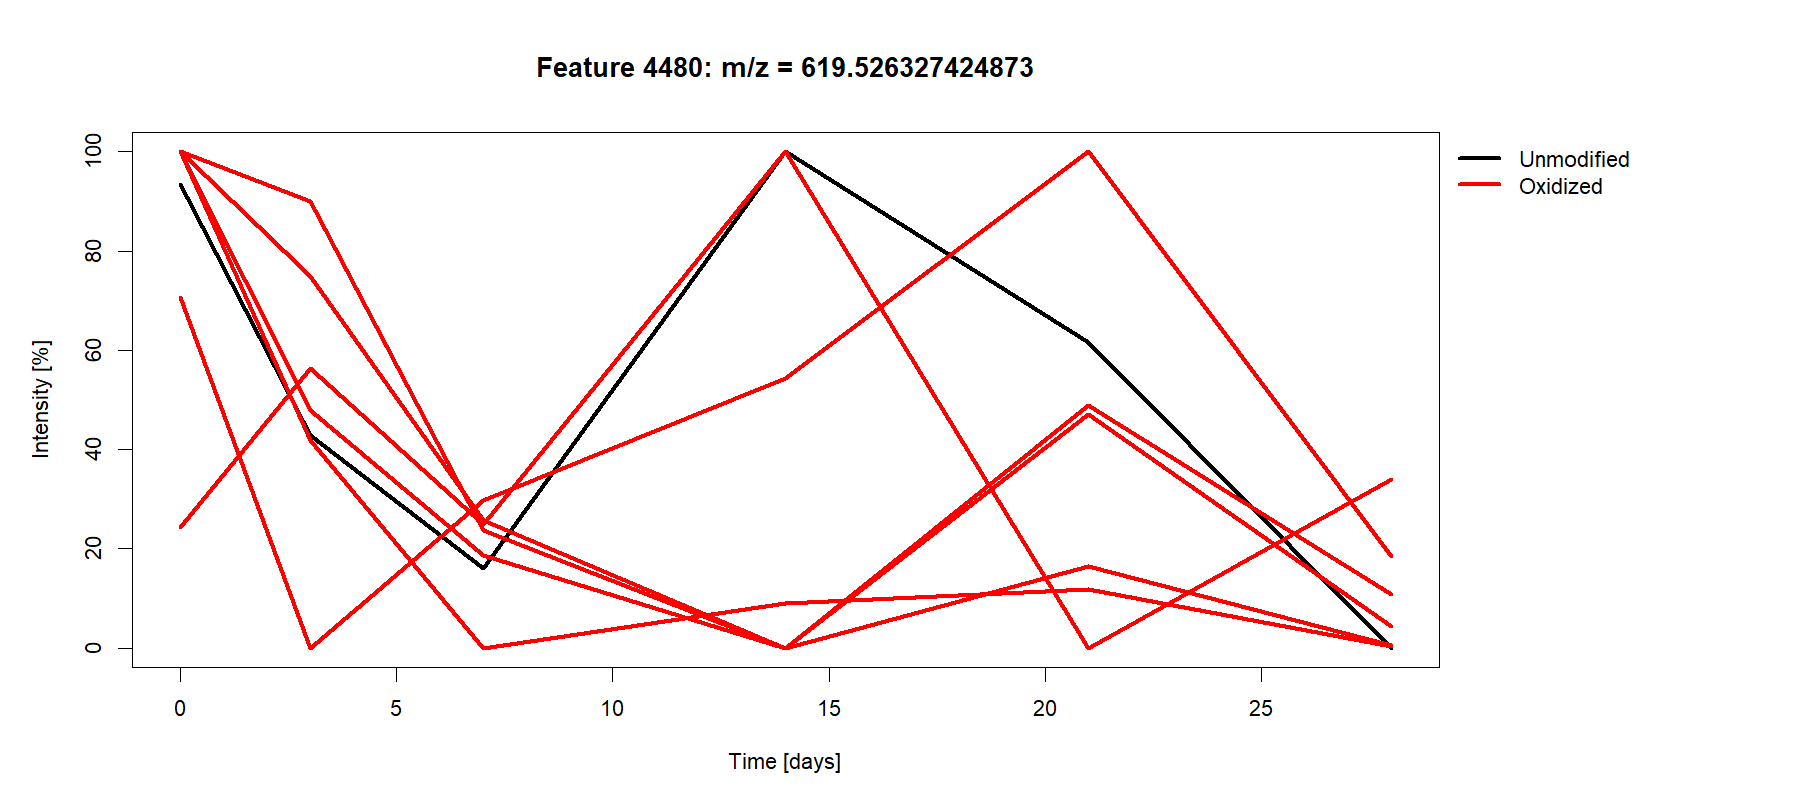 Feature 4480: m/z = 619.526327424873
Unmodified
Oxidized
Intensity [%]
100
80
60
40
20
0
0 5 10 15 20 25
Time [days]